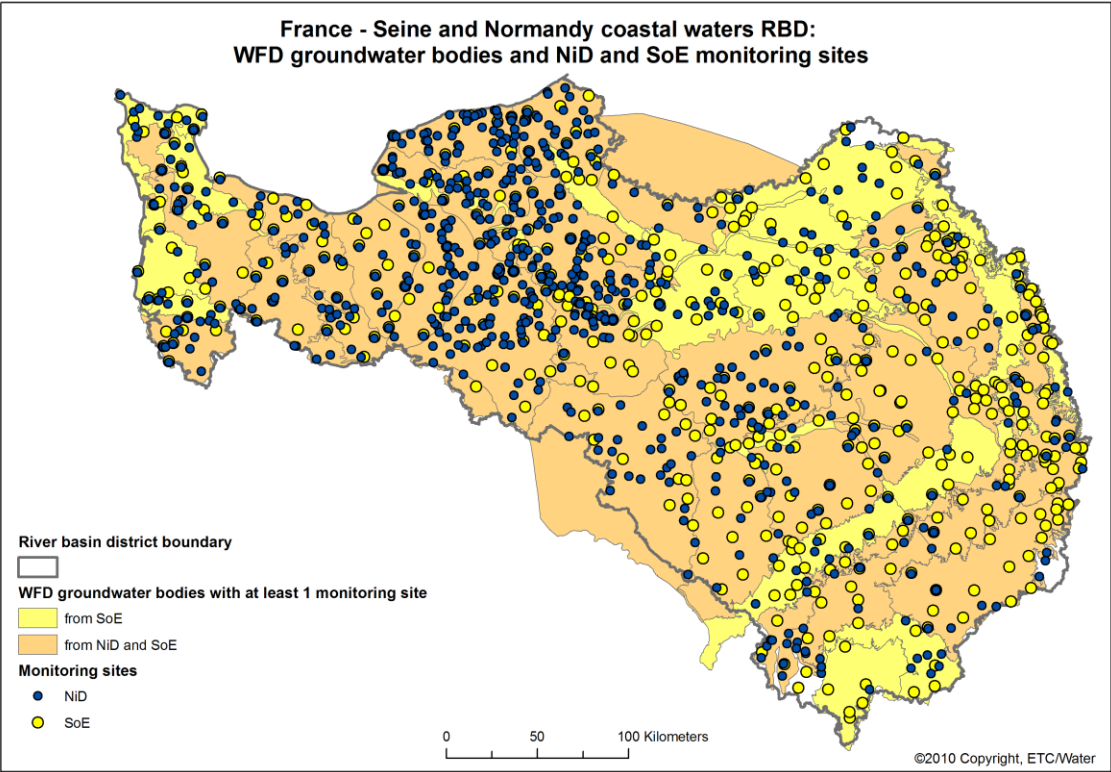 France - Seine and Normandy coastal waters RBD:
WFD groundwater bodies and NiD and SoE monitoring sites
River basin district boundary
WFD groundwater bodies with at least 1 monitoring site
from SoE
from NiD and SoE
Monitoring sites
NiD
SoE
0 50 100 Kilometers
©2010 Copyright, ETC/Water